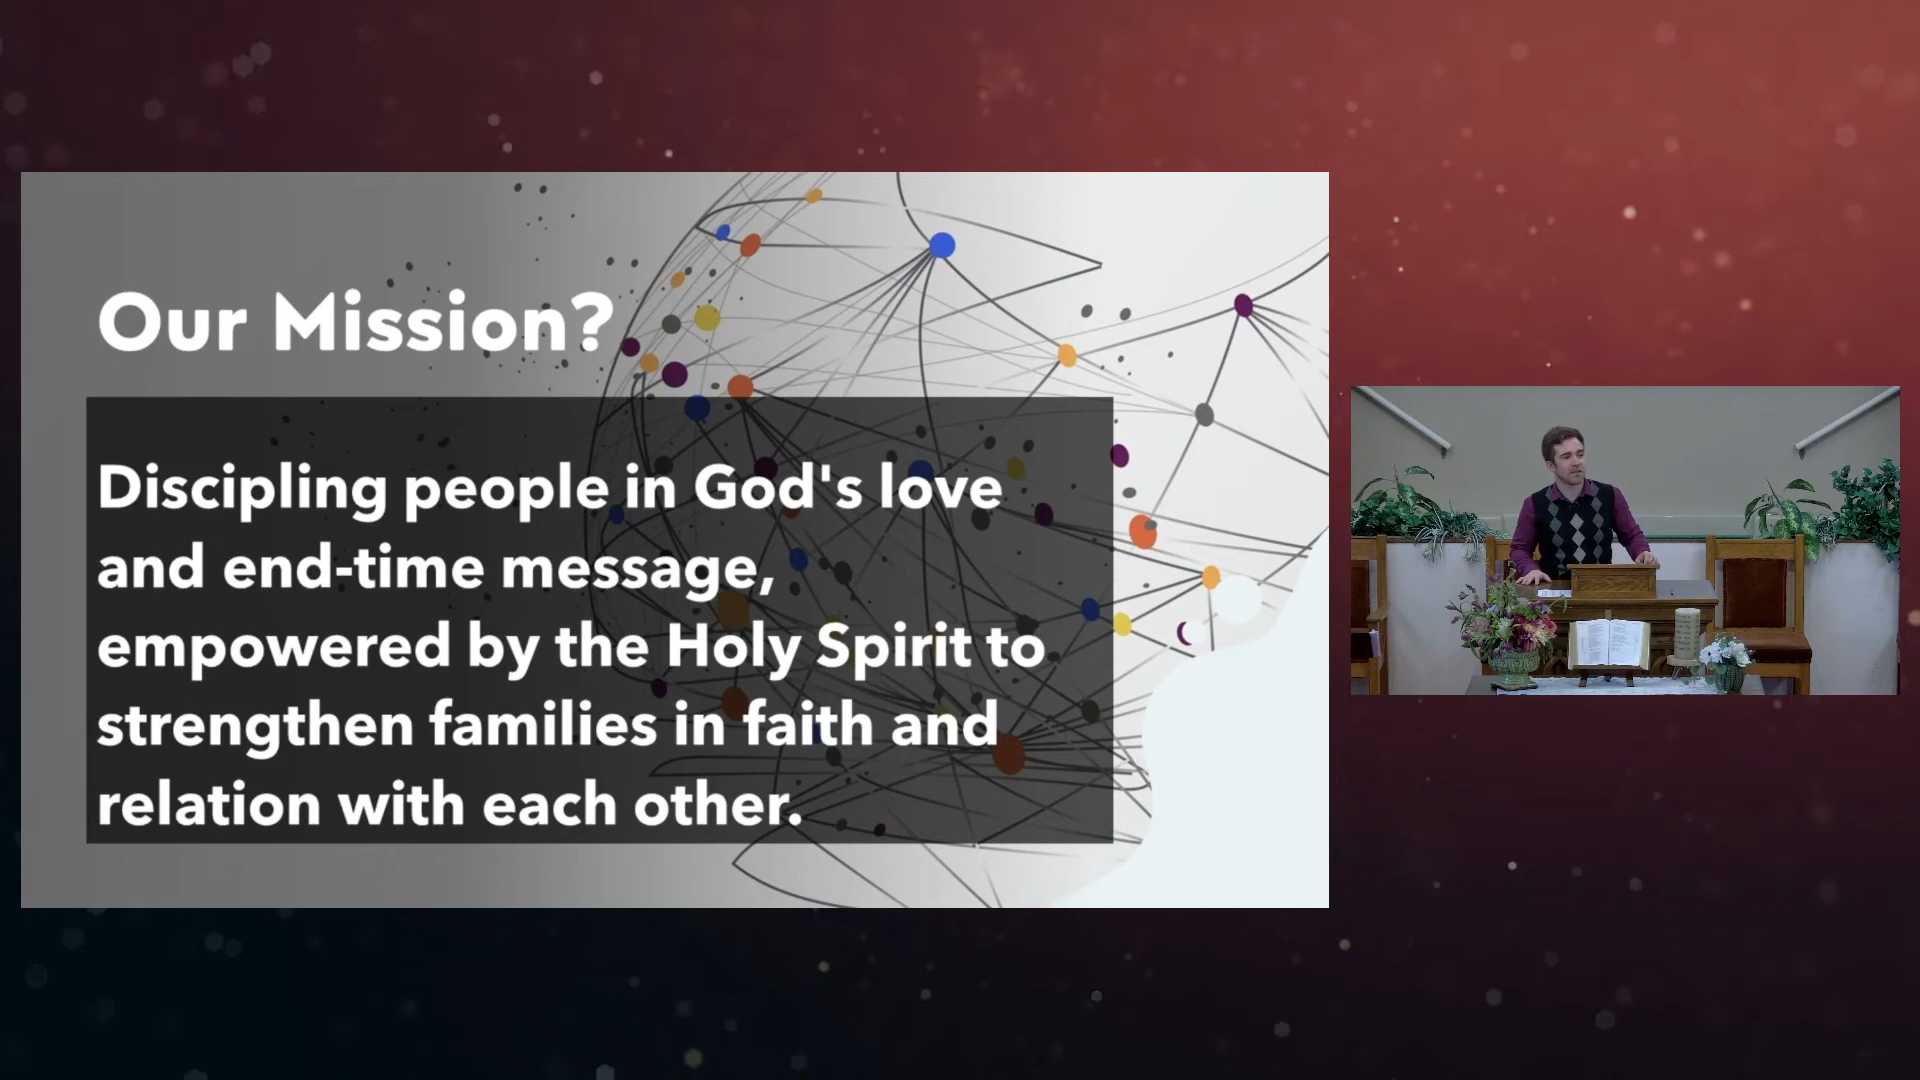 Our Mission?
Discipling people in God's love
and end-time message,
empowered by the Holy Spirit to
strengthen families in faith and
relation with each other.